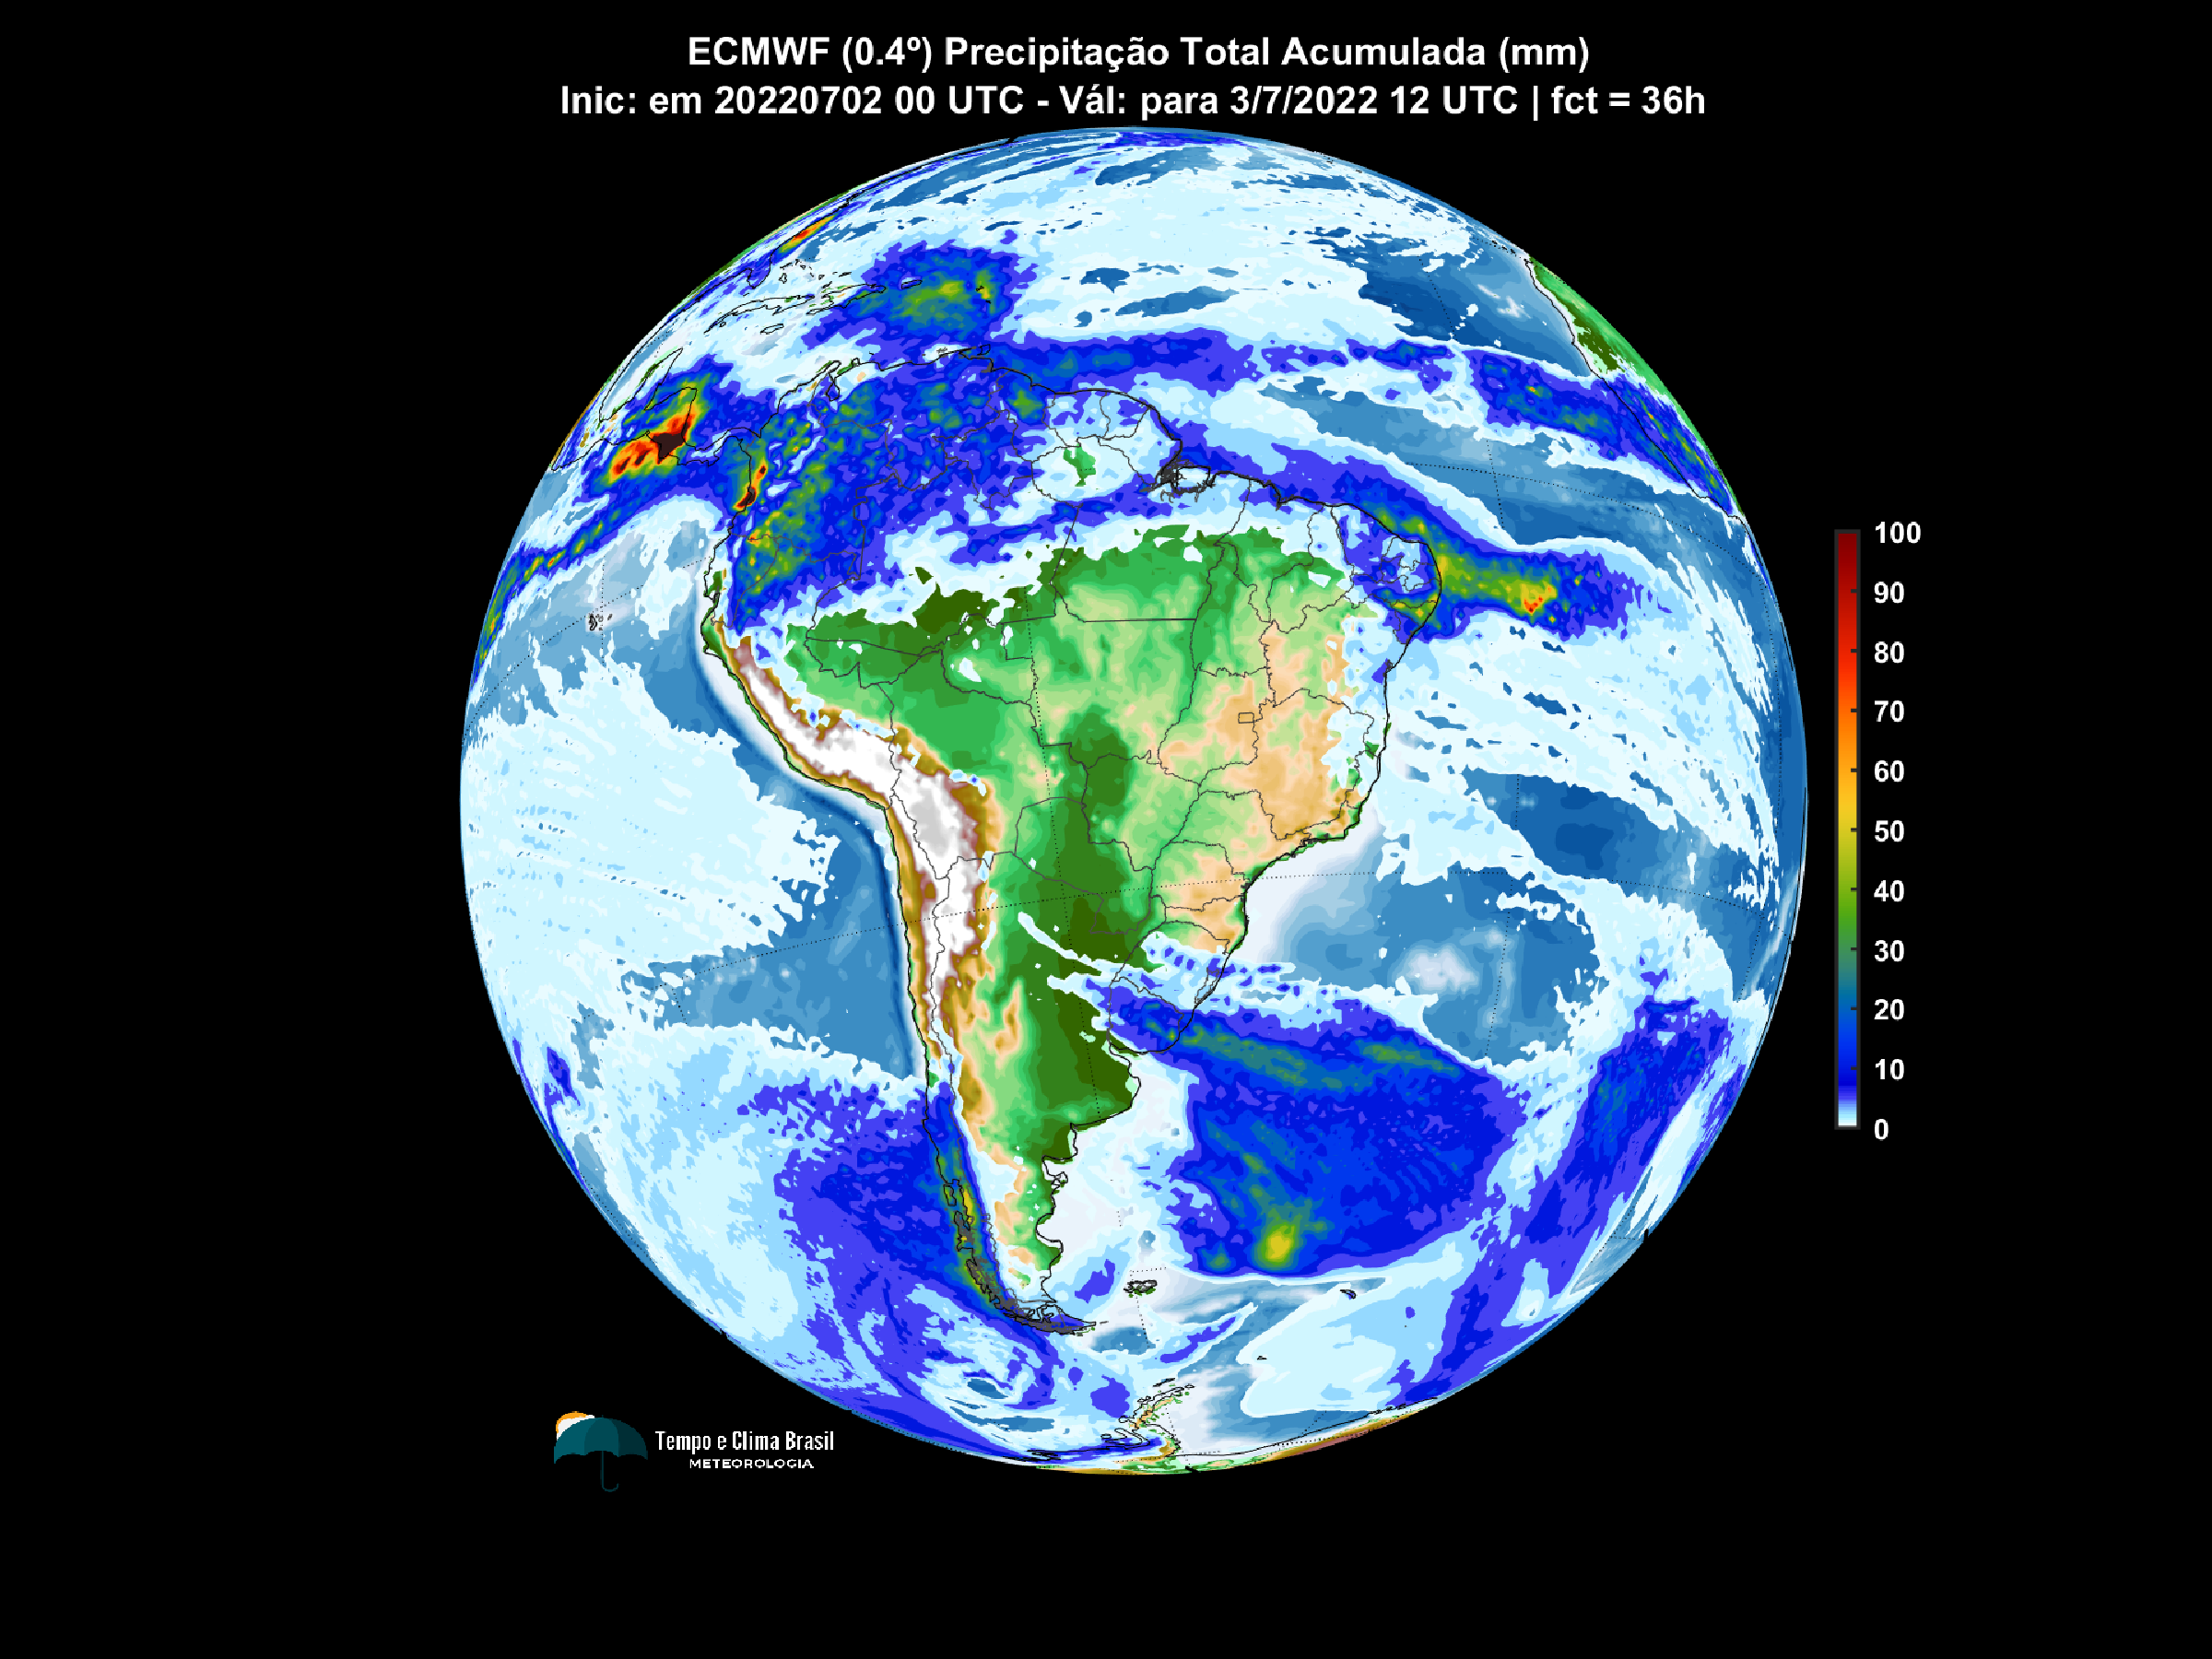 ECMWF (0.4º) Precipitação Total Acumulada (mm)
Inic: em 20220702 00 UTC - Vál: para 3/7/2022 12 UTC | fct = 36h
100
90
80
70
60
50
40
30
20
10
0
Tempo e Clima Brasil
METEOROLOGIA